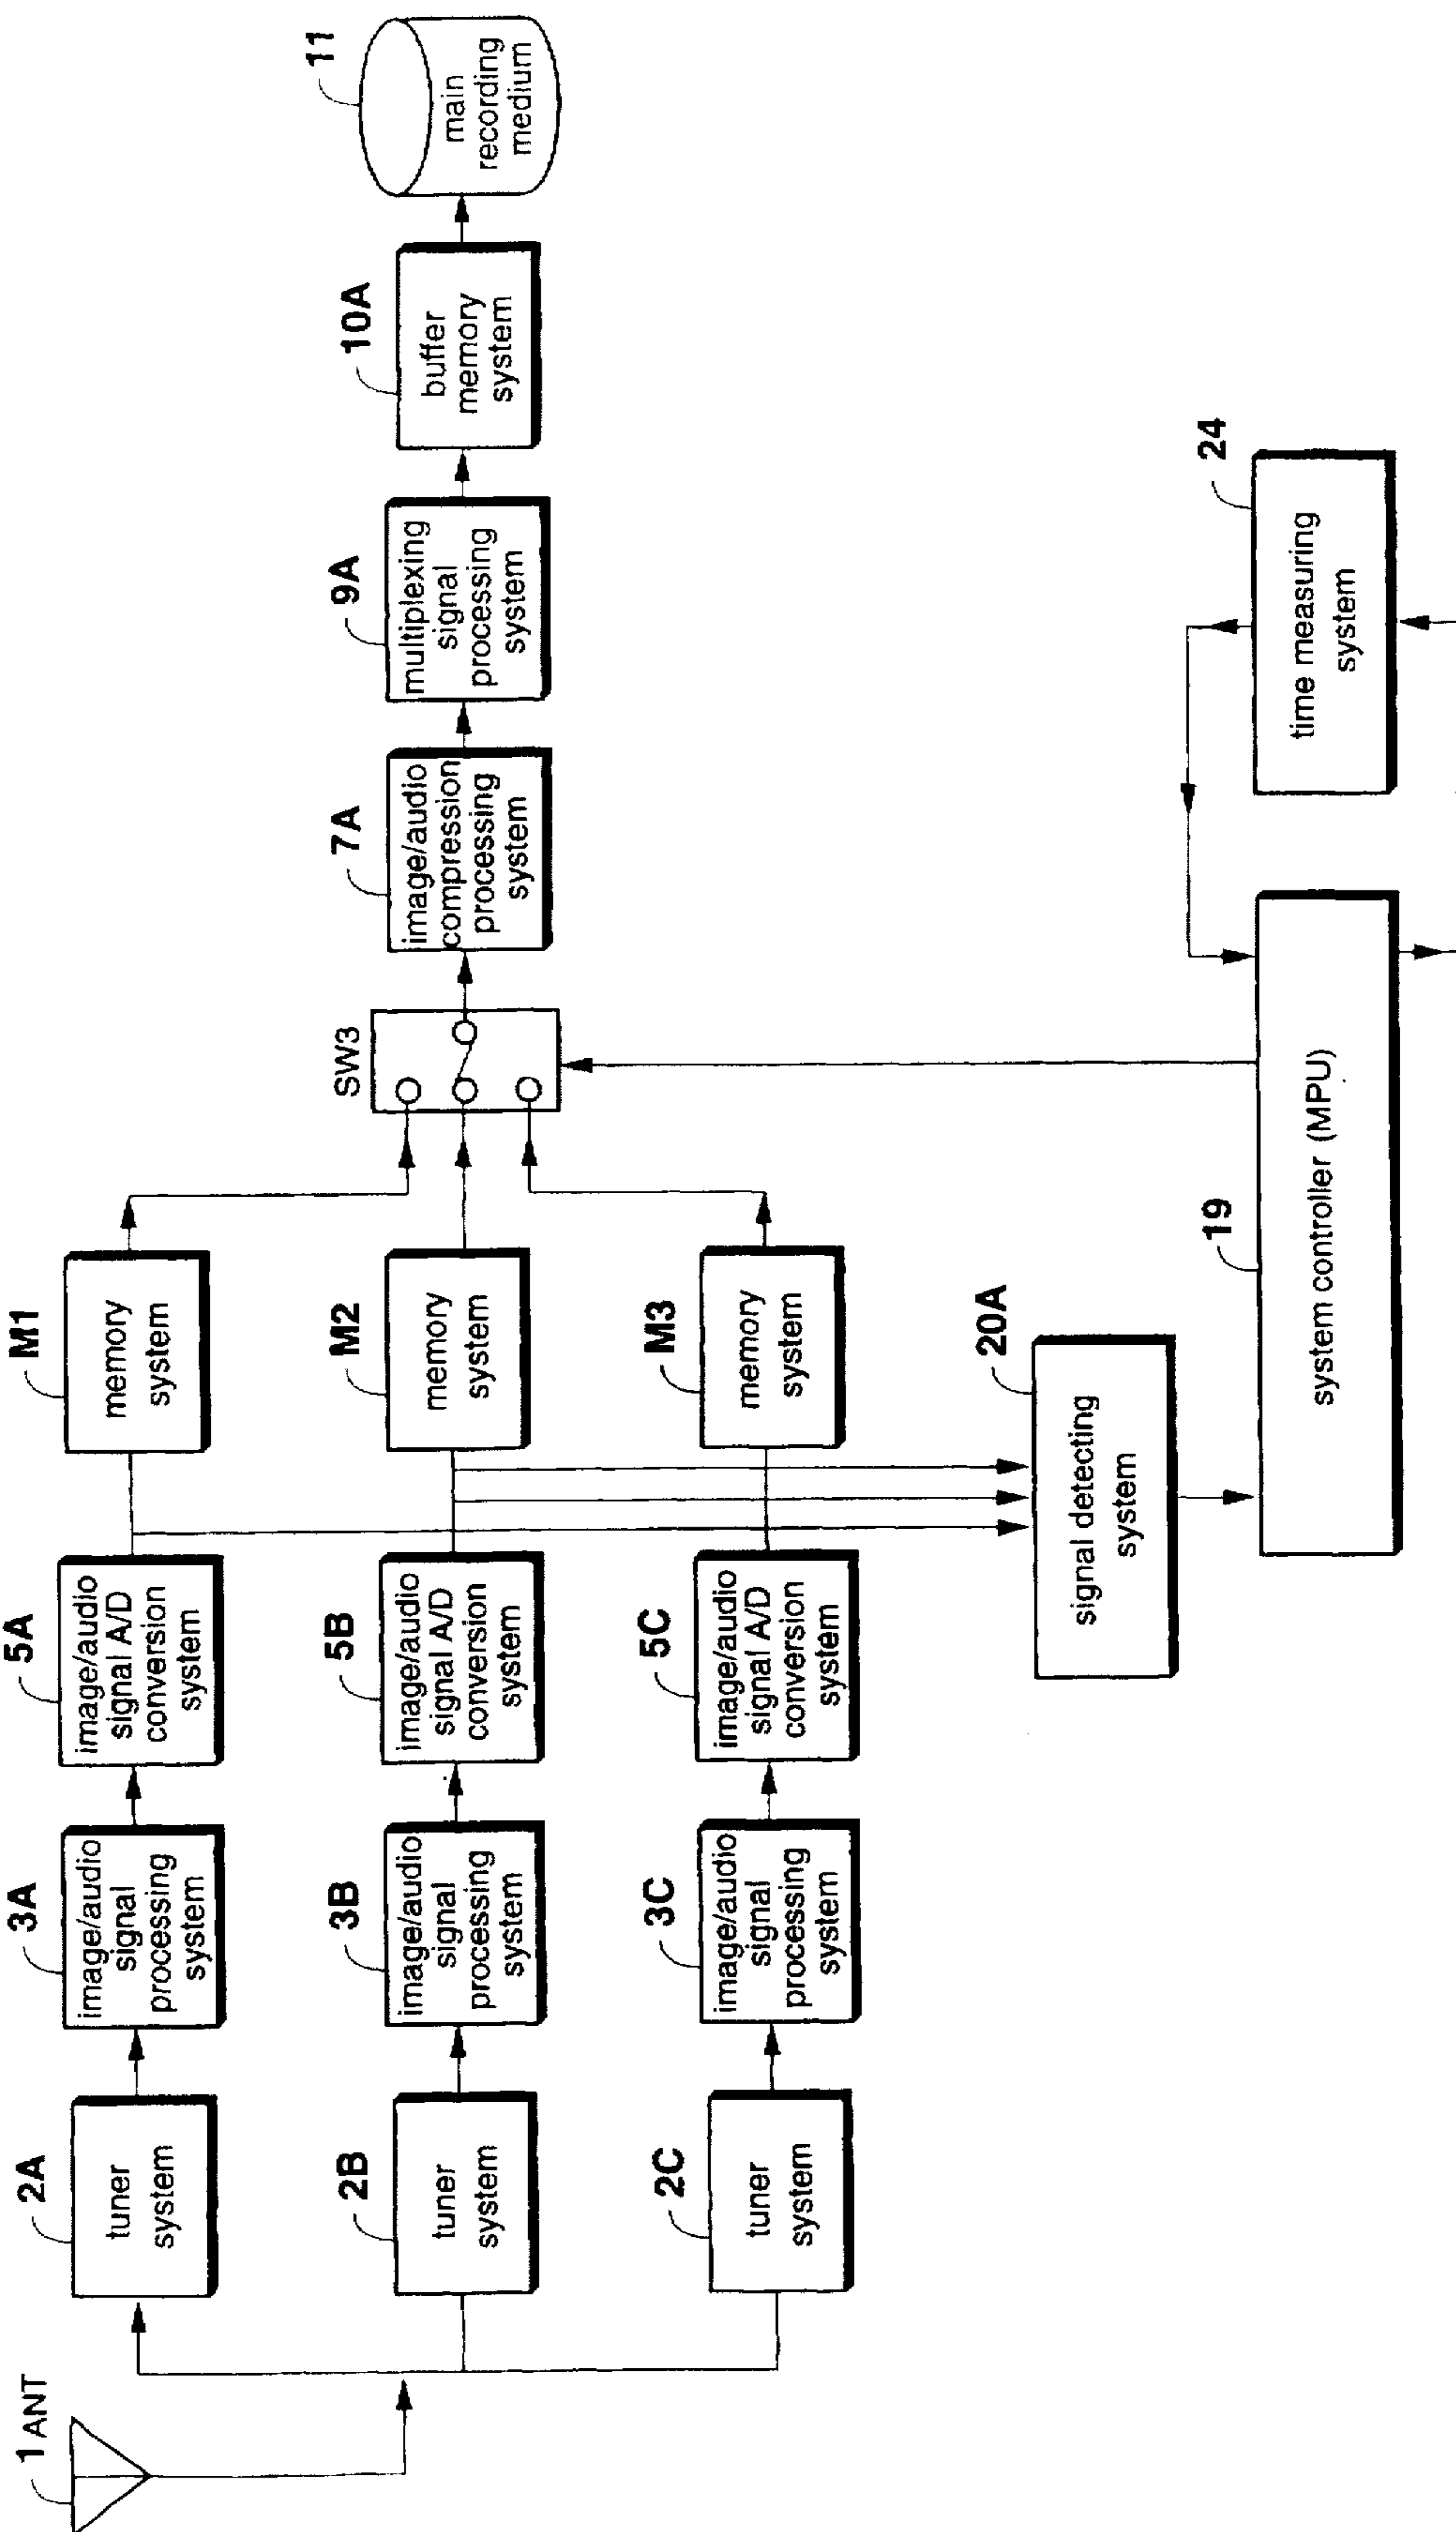 1 ANT
2A
tuner
system
3A
image/audio
signal
processing
system
5A
image/audio
signal A/D
conversion
system
M1
memory
system
2B
tuner
system
3B
image/audio
signal
processing
system
5B
image/audio
signal A/D
conversion
system
M2
memory
system
2C
tuner
system
3C
image/audio
signal
processing
system
5C
image/audio
signal A/D
conversion
system
M3
memory
system
SW3
7A
image/audio
compression
processing
system
9A
multiplexing
signal
processing
system
10A
buffer
memory
system
11
main
recording
medium
20A
signal detecting
system
19
system controller (MPU)
24
time measuring
system